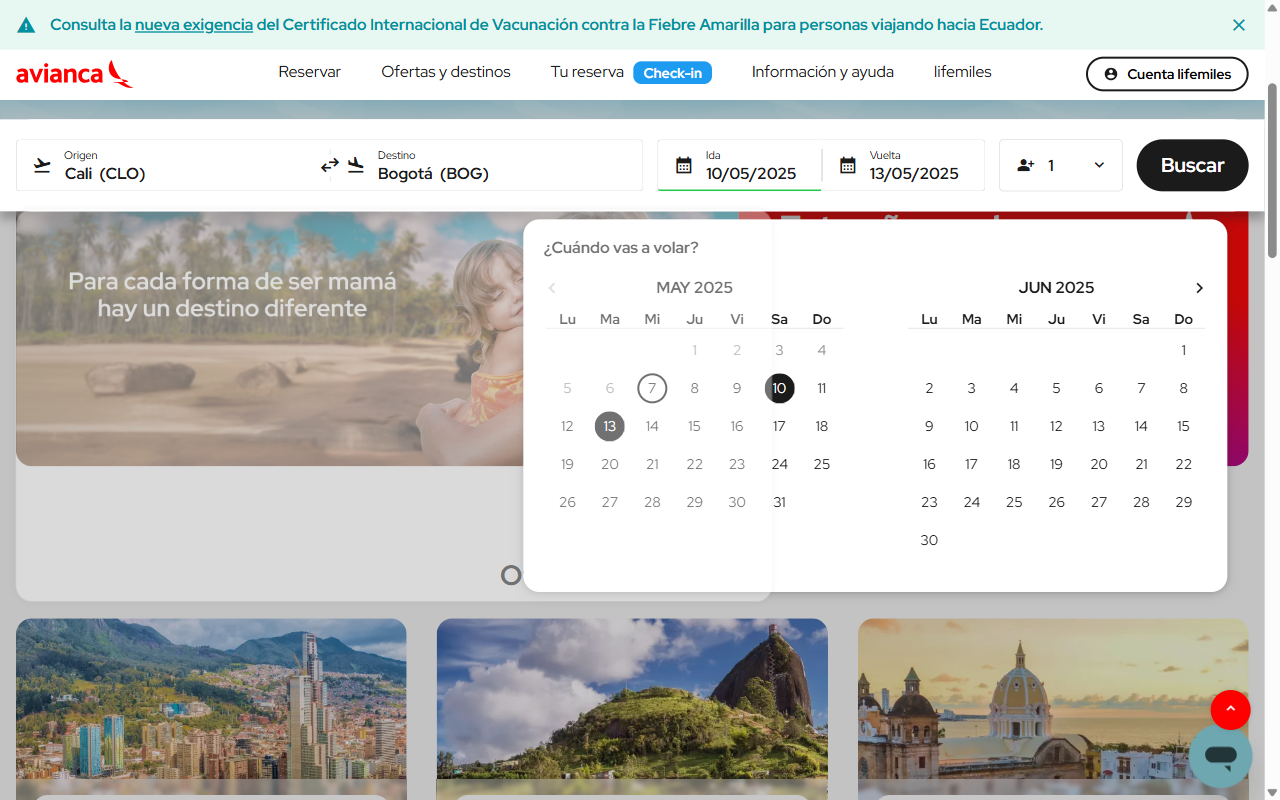 Consulta la nueva exigencia del Certificado Internacional de Vacunación contra la Fiebre Amarilla para personas viajando hacia Ecuador.
avianca
Reservar
Ofertas y destinos
Tu reserva
Check-in
Información y ayuda
lifemiles
Cuenta lifemiles
Origen
Cali (CLO)
Destino
Bogotá (BOG)
Ida
10/05/2025
Vuelta
13/05/2025
1
Buscar
Para cada forma de ser mamá
hay un destino diferente
¿Cuándo vas a volar?
MAY 2025
Lu Ma Mi Ju Vi Sa Do
1 2 3 4
5 6 7 8 9 10 11
12 13 14 15 16 17 18
19 20 21 22 23 24 25
26 27 28 29 30 31
JUN 2025
Lu Ma Mi Ju Vi Sa Do
1
2 3 4 5 6 7 8
9 10 11 12 13 14 15
16 17 18 19 20 21 22
23 24 25 26 27 28 29
30